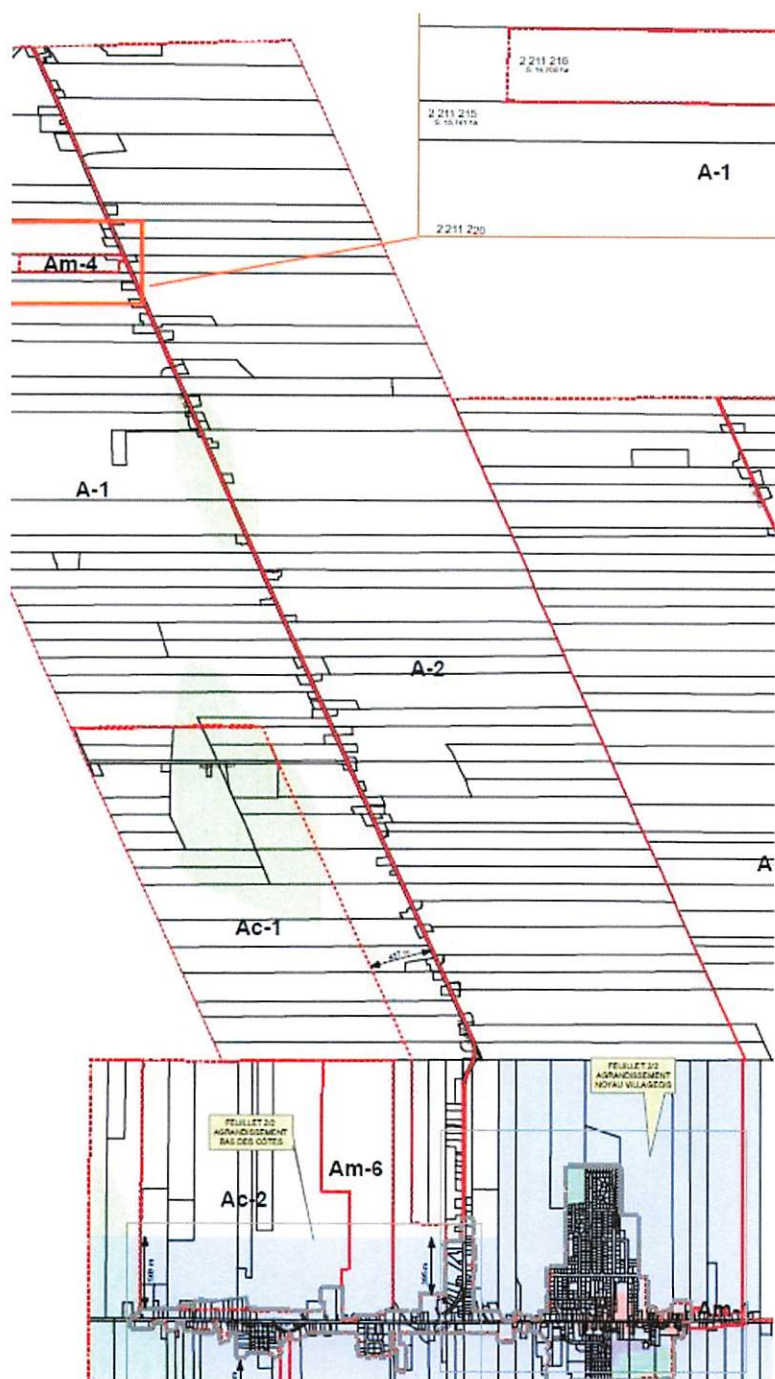 2 211 216
2 211 215
A-1
2 211 220
Am-4
A-1
A-2
A
Ac-1
FEUILLET 2/2
AGRANDISSEMENT
NOYAU VILLAGEOIS
FEUILLET 2/2
AGRANDISSEMENT
BAS DES CÔTES
Am-6
Ac-2
Am-